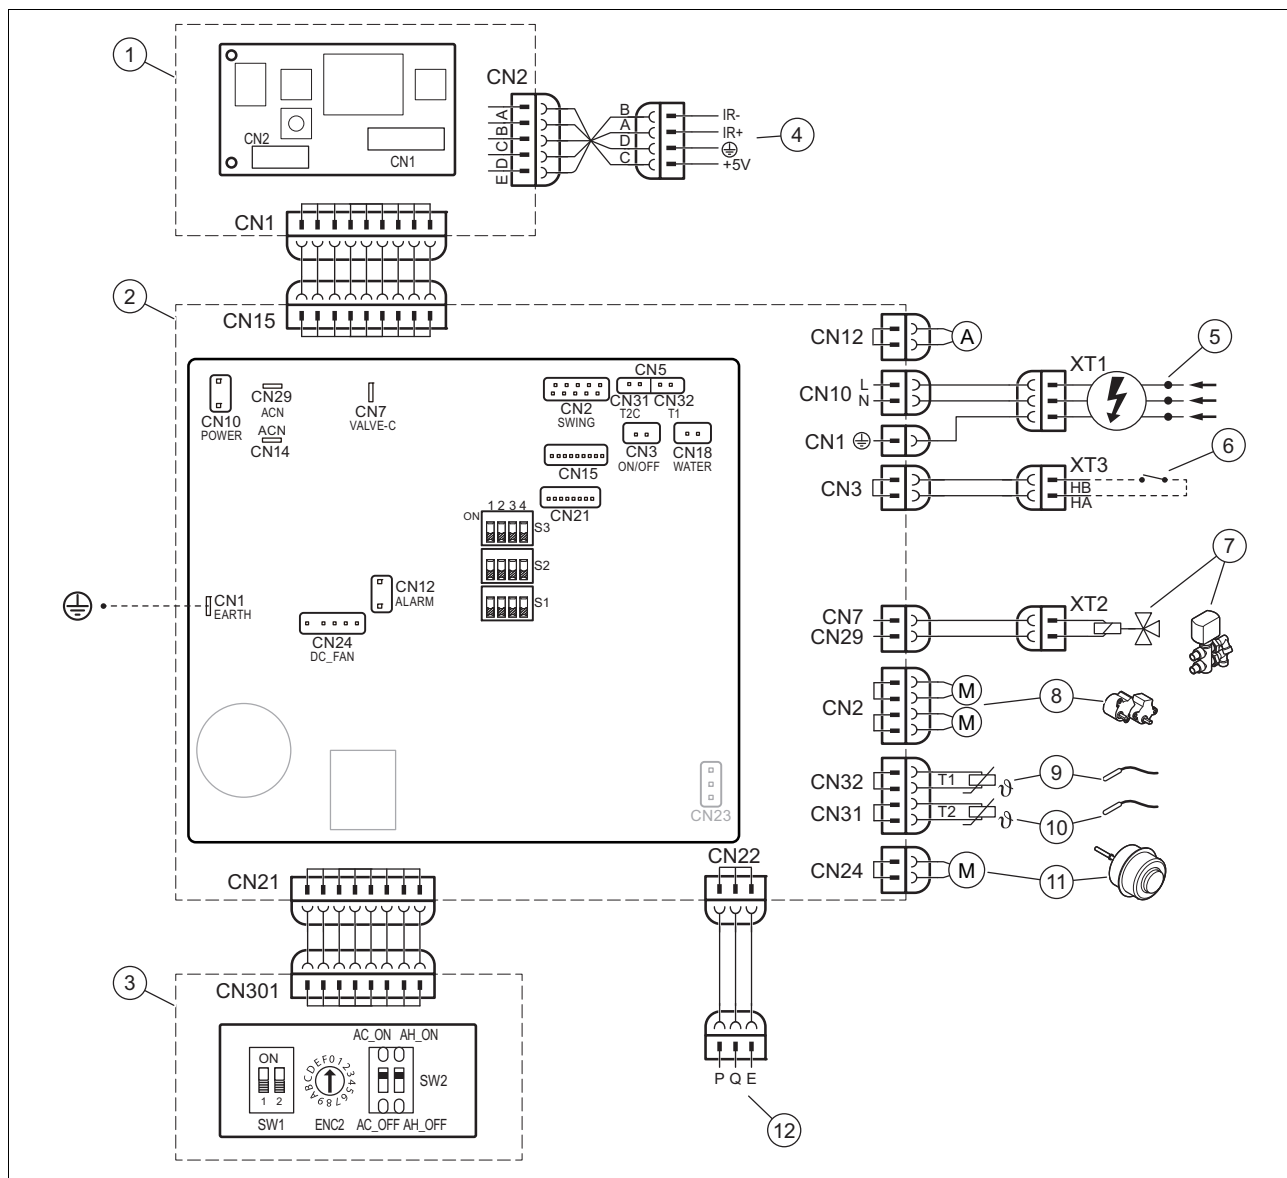 1
CN2
CN2
CN1
A
B
C
D
E
B
A
D
C
IR-
IR+
+5V
4
CN1
2
CN15
CN10
POWER
CN29
ACN
ACN
CN14
CN7
VALVE-C
CN2
SWING
CN5
CN31
T2C
CN32
T1
CN3
ON/OFF
CN18
WATER
CN15
CN21
1 2 3 4
ON
S3
S2
S1
CN12
ALARM
CN1
EARTH
CN24
DC_FAN
CN23
CN12
A
CN10
L
N
XT1
5
CN1
CN3
XT3
HB
HA
6
CN7
CN29
XT2
7
CN2
M
M
8
CN32
T1
ϑ
9
CN31
T2
ϑ
10
CN24
M
11
CN21
CN22
3
CN301
ON
1 2
SW1
0123456789ABCDEF
ENC2
AC_ON AH_ON
SW2
AC_OFF AH_OFF
P Q E
12